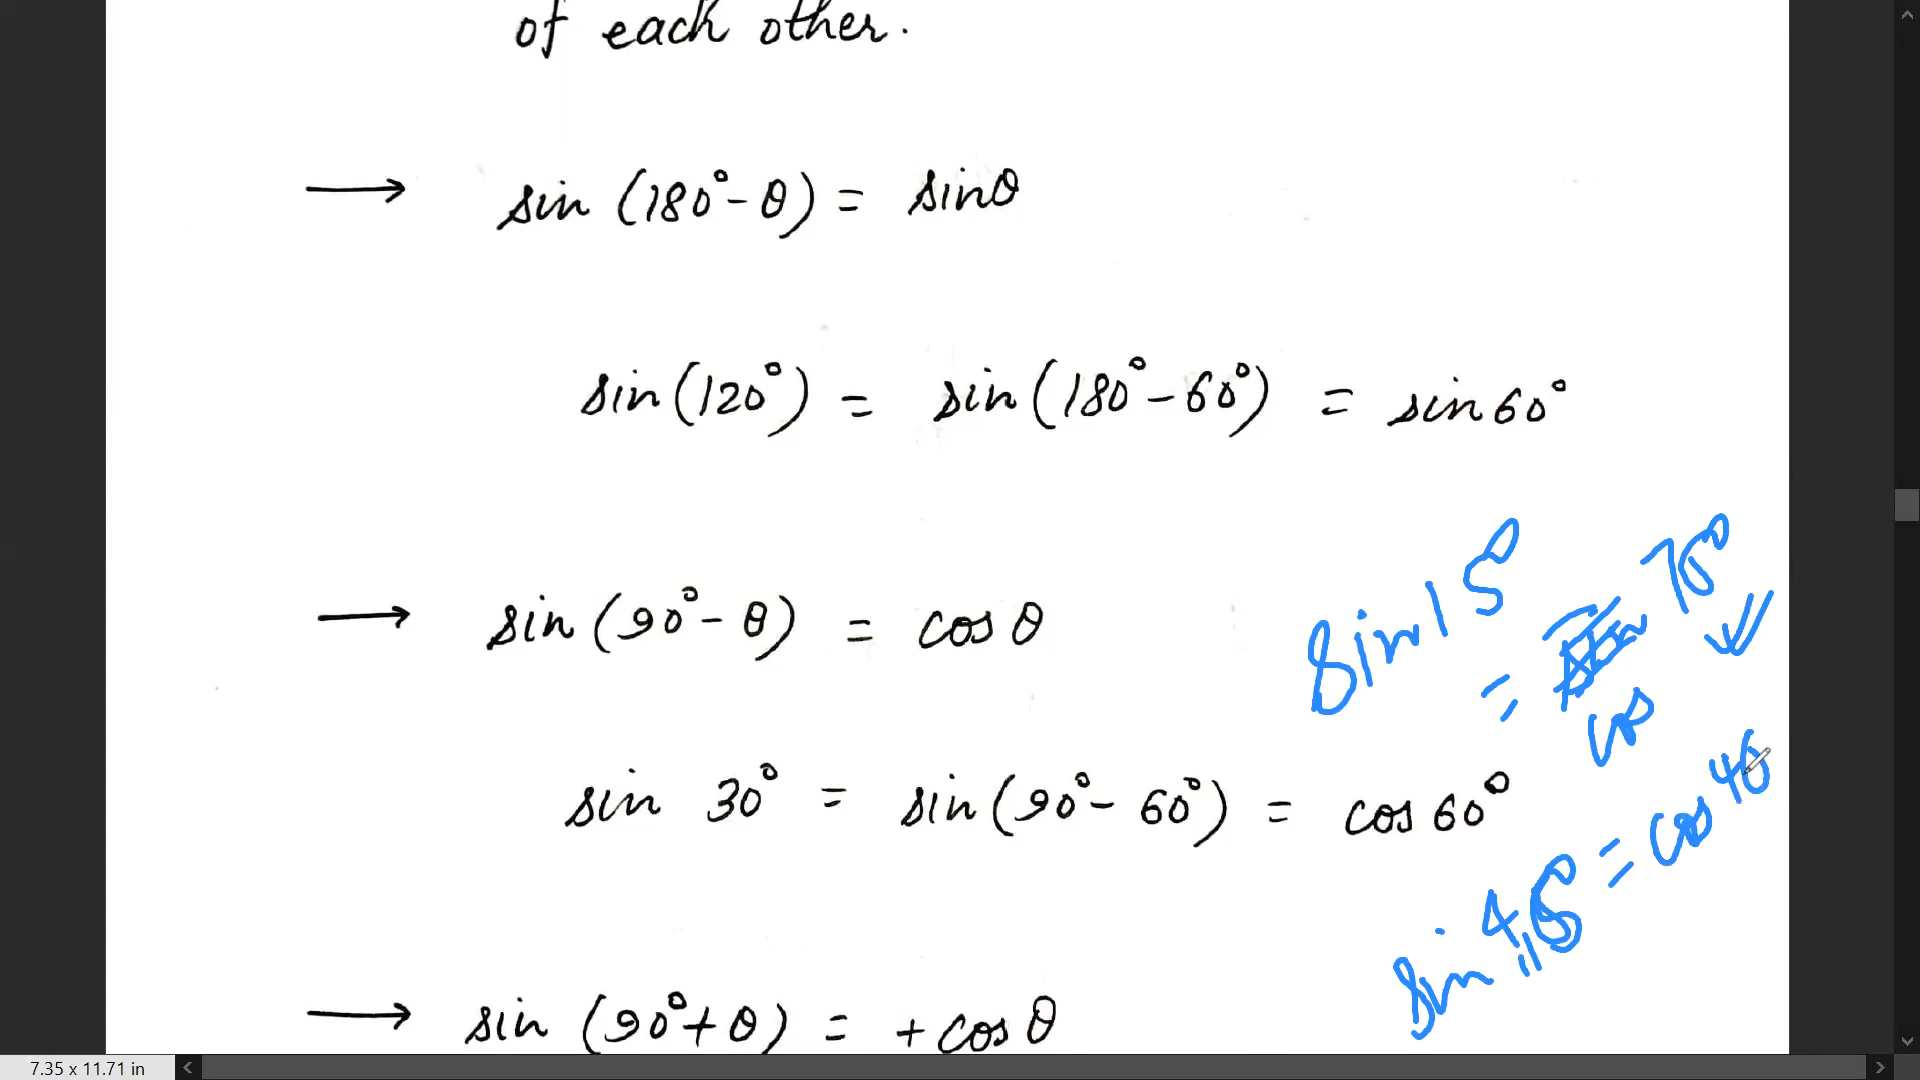 of each other.
⟶ sin (180° - θ) = sinθ
sin(120°) = sin(180° - 60°) = sin 60°
⟶ sin (90° - θ) = cos θ
sin 15°
= 75°
cos
sin 30° = sin(90° - 60°) = cos 60°
sin 45° = cos 45
⟶ sin (90° + θ) = + cos θ
7.35 x 11.71 in